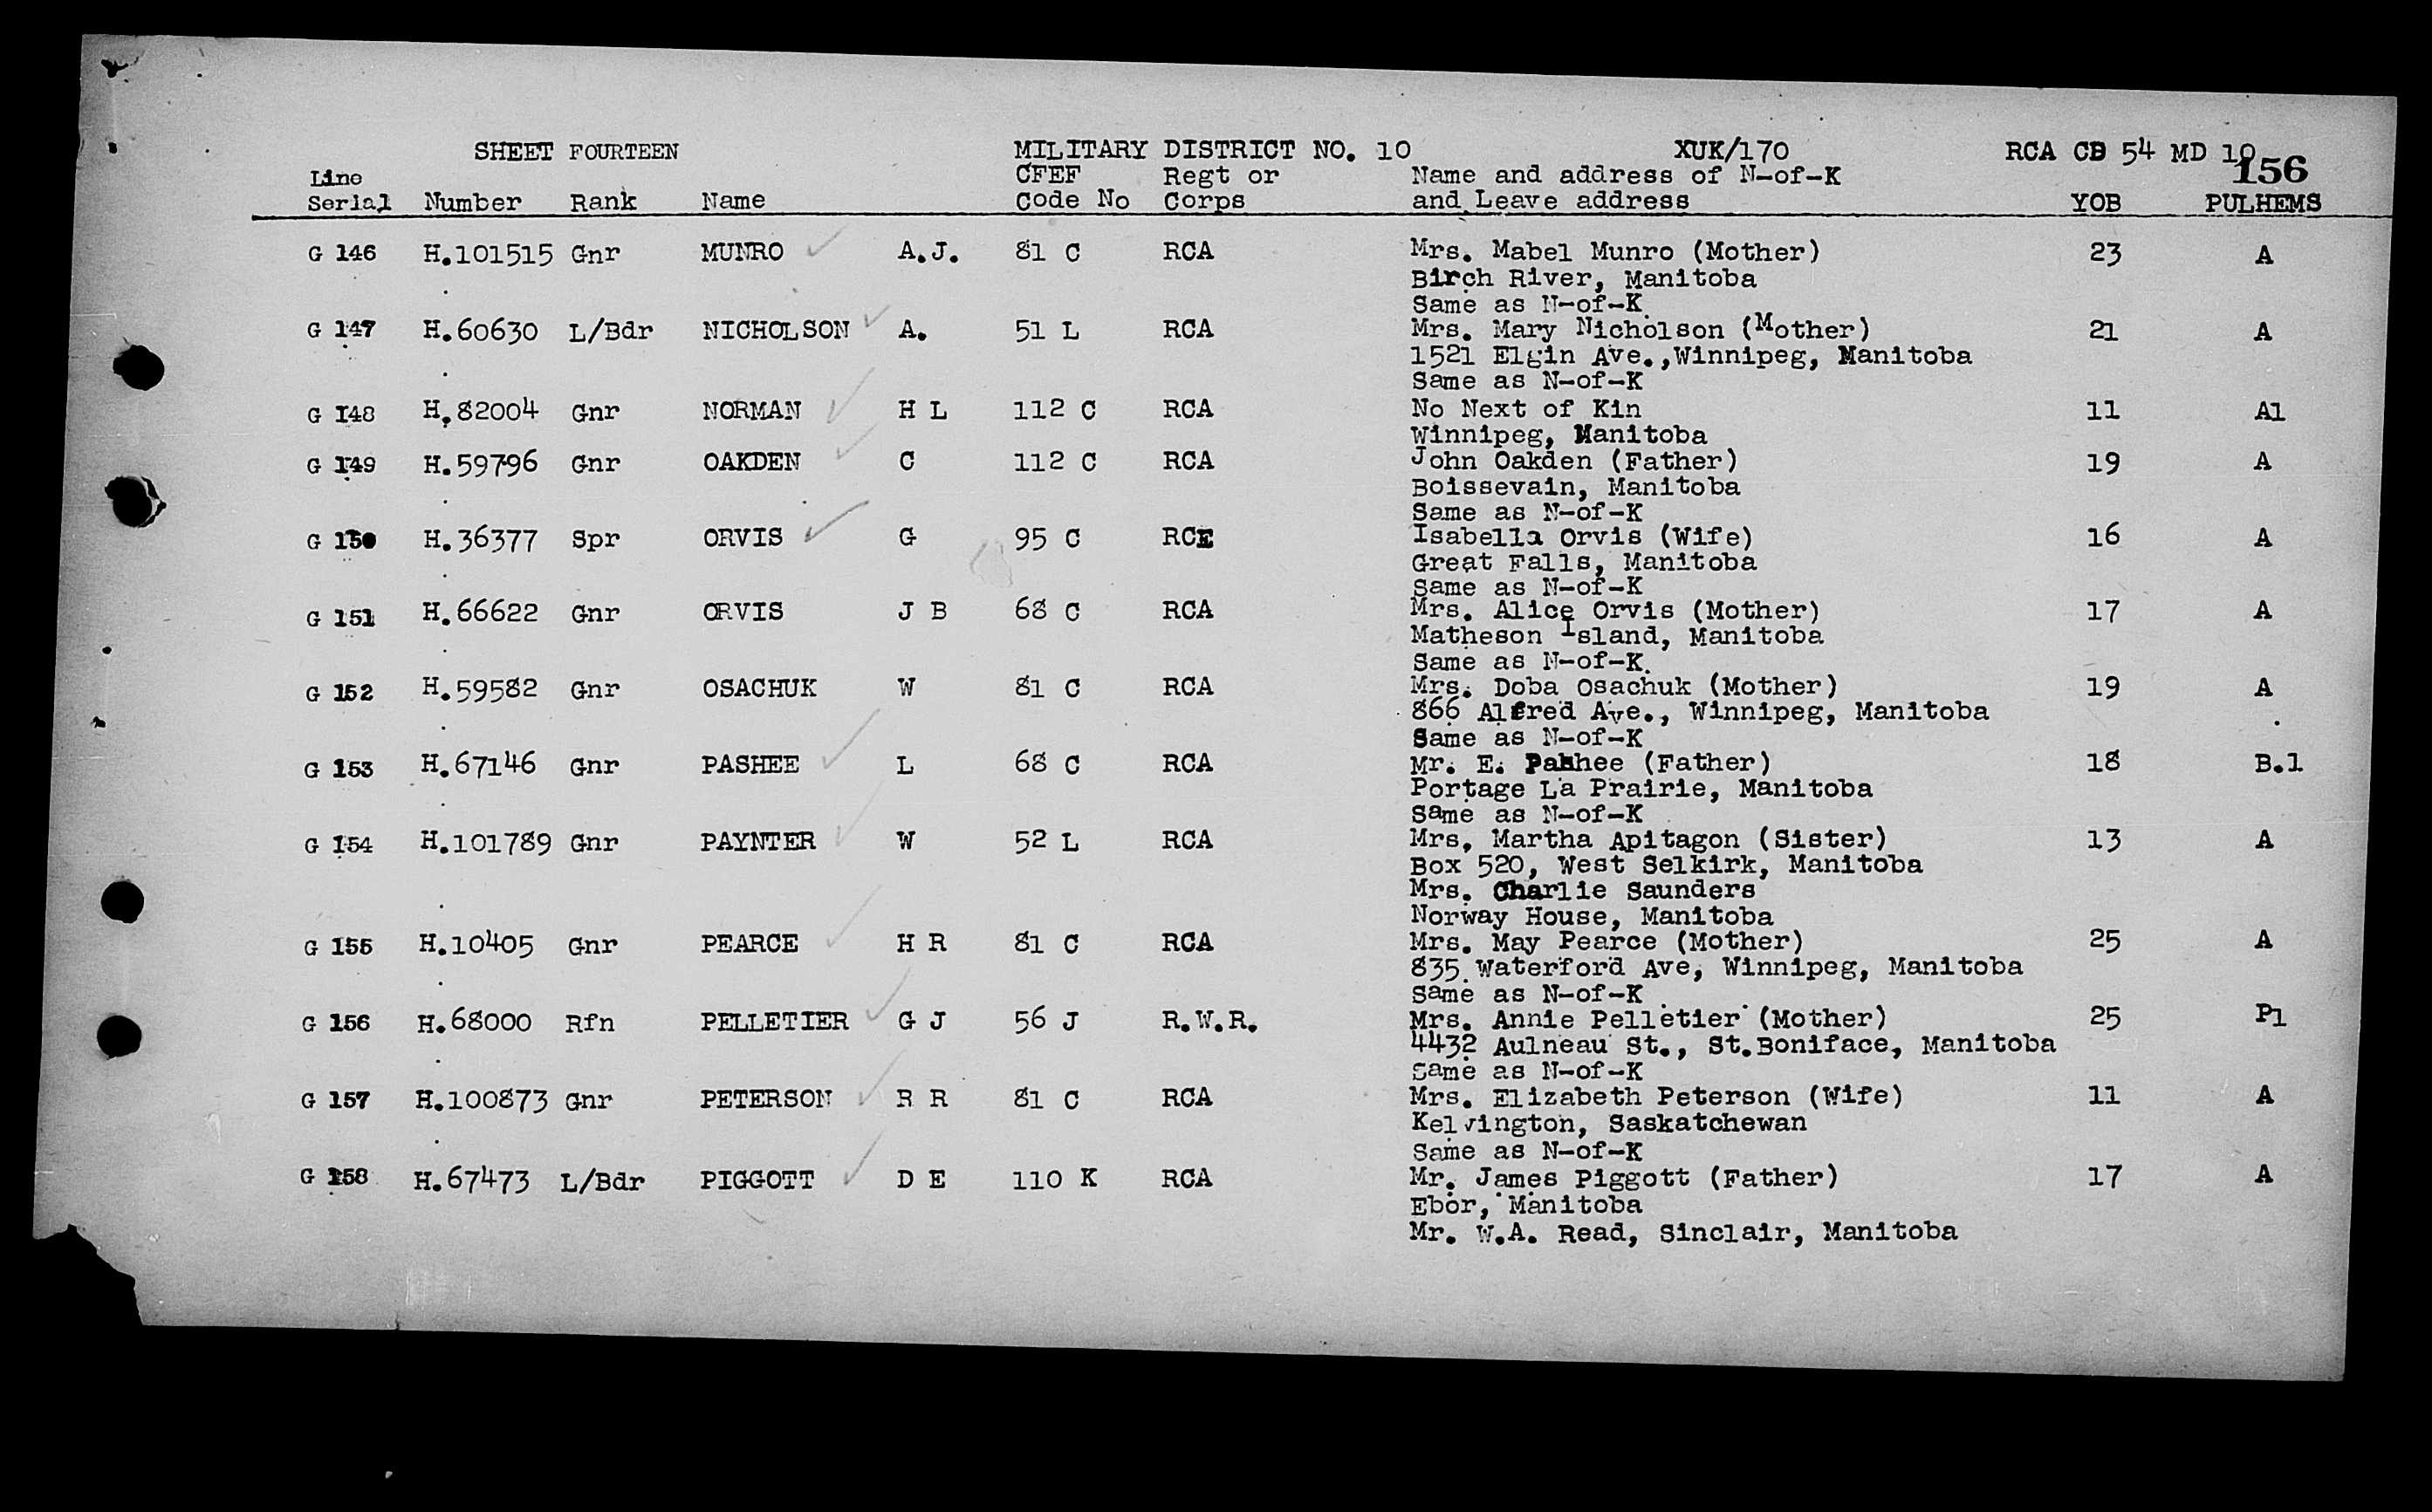 SHEET FOURTEEN MILITARY DISTRICT NO. 10 XUK/170 RCA CB 54 MD 10
156
Line CFEF Regt or Name and address of N-of-K
Serial Number Rank Name Code No Corps and Leave address YOB PULHEMS
G 146 H.101515 Gnr MUNRO A.J. 81 C RCA Mrs. Mabel Munro (Mother) 23 A
Birch River, Manitoba
Same as N-of-K
G 147 H.60630 L/Bdr NICHOLSON A. 51 L RCA Mrs. Mary Nicholson (Mother) 21 A
1521 Elgin Ave.,Winnipeg, Manitoba
Same as N-of-K
G 148 H.82004 Gnr NORMAN H L 112 C RCA No Next of Kin 11 A1
Winnipeg, Manitoba
G 149 H.59796 Gnr OAKDEN C 112 C RCA John Oakden (Father) 19 A
Boissevain, Manitoba
Same as N-of-K
G 150 H.36377 Spr ORVIS G 95 C RCE Isabella Orvis (Wife) 16 A
Great Falls, Manitoba
Same as N-of-K
G 151 H.66622 Gnr ORVIS J B 68 C RCA Mrs. Alice Orvis (Mother) 17 A
Matheson Island, Manitoba
Same as N-of-K
G 152 H.59582 Gnr OSACHUK W 81 C RCA Mrs. Doba Osachuk (Mother) 19 A
866 Alfred Ave., Winnipeg, Manitoba
Same as N-of-K
G 153 H.67146 Gnr PASHEE L 68 C RCA Mr. E. Pashee (Father) 18 B.1
Portage La Prairie, Manitoba
Same as N-of-K
G 154 H.101789 Gnr PAYNTER W 52 L RCA Mrs. Martha Apitagon (Sister) 13 A
Box 520, West Selkirk, Manitoba
Mrs. Charlie Saunders
Norway House, Manitoba
G 155 H.10405 Gnr PEARCE H R 81 C RCA Mrs. May Pearce (Mother) 25 A
835 Waterford Ave, Winnipeg, Manitoba
Same as N-of-K
G 156 H.68000 Rfn PELLETIER G J 56 J R.W.R. Mrs. Annie Pelletier (Mother) 25 P1
4432 Aulneau St., St.Boniface, Manitoba
Same as N-of-K
G 157 H.100873 Gnr PETERSON R R 81 C RCA Mrs. Elizabeth Peterson (Wife) 11 A
Kelvington, Saskatchewan
Same as N-of-K
G 158 H.67473 L/Bdr PIGGOTT D E 110 K RCA Mr. James Piggott (Father) 17 A
Ebor, Manitoba
Mr. W.A. Read, Sinclair, Manitoba